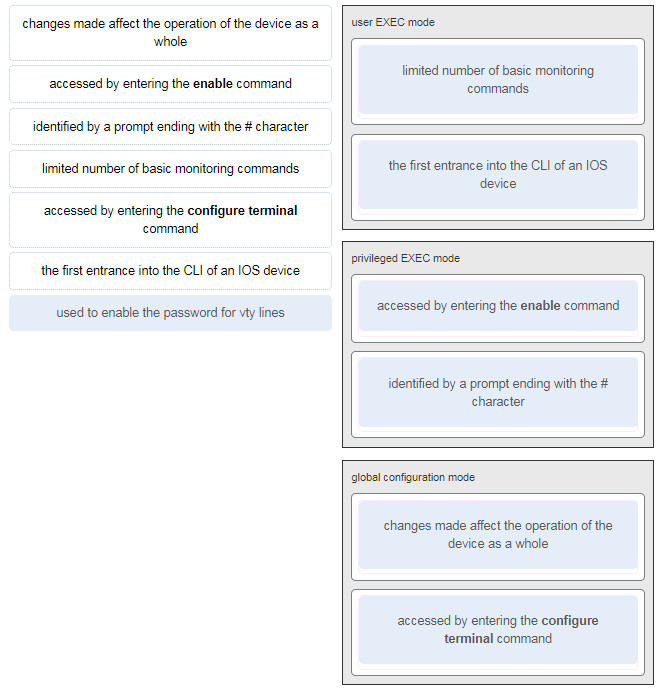 changes made affect the operation of the device as a
whole
accessed by entering the enable command
identified by a prompt ending with the # character
limited number of basic monitoring commands
accessed by entering the configure terminal
command
the first entrance into the CLI of an IOS device
used to enable the password for vty lines
user EXEC mode
limited number of basic monitoring
commands
the first entrance into the CLI of an IOS
device
privileged EXEC mode
accessed by entering the enable command
identified by a prompt ending with the #
character
global configuration mode
changes made affect the operation of the
device as a whole
accessed by entering the configure
terminal command